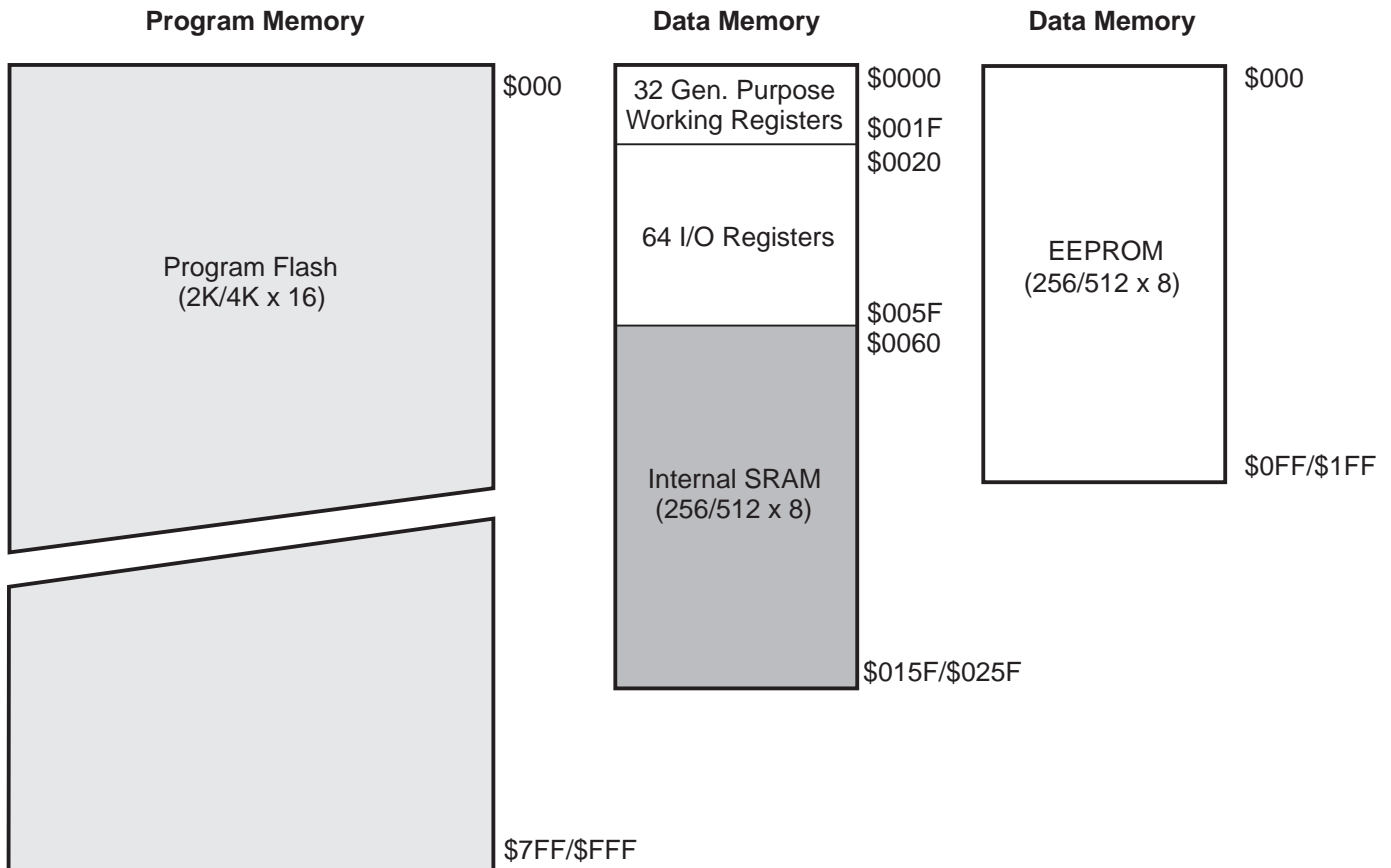 Program Memory
$000
Program Flash
(2K/4K x 16)
$7FF/$FFF
Data Memory
32 Gen. Purpose
Working Registers
$0000
$001F
$0020
64 I/O Registers
$005F
$0060
Internal SRAM
(256/512 x 8)
$015F/$025F
Data Memory
$000
EEPROM
(256/512 x 8)
$0FF/$1FF